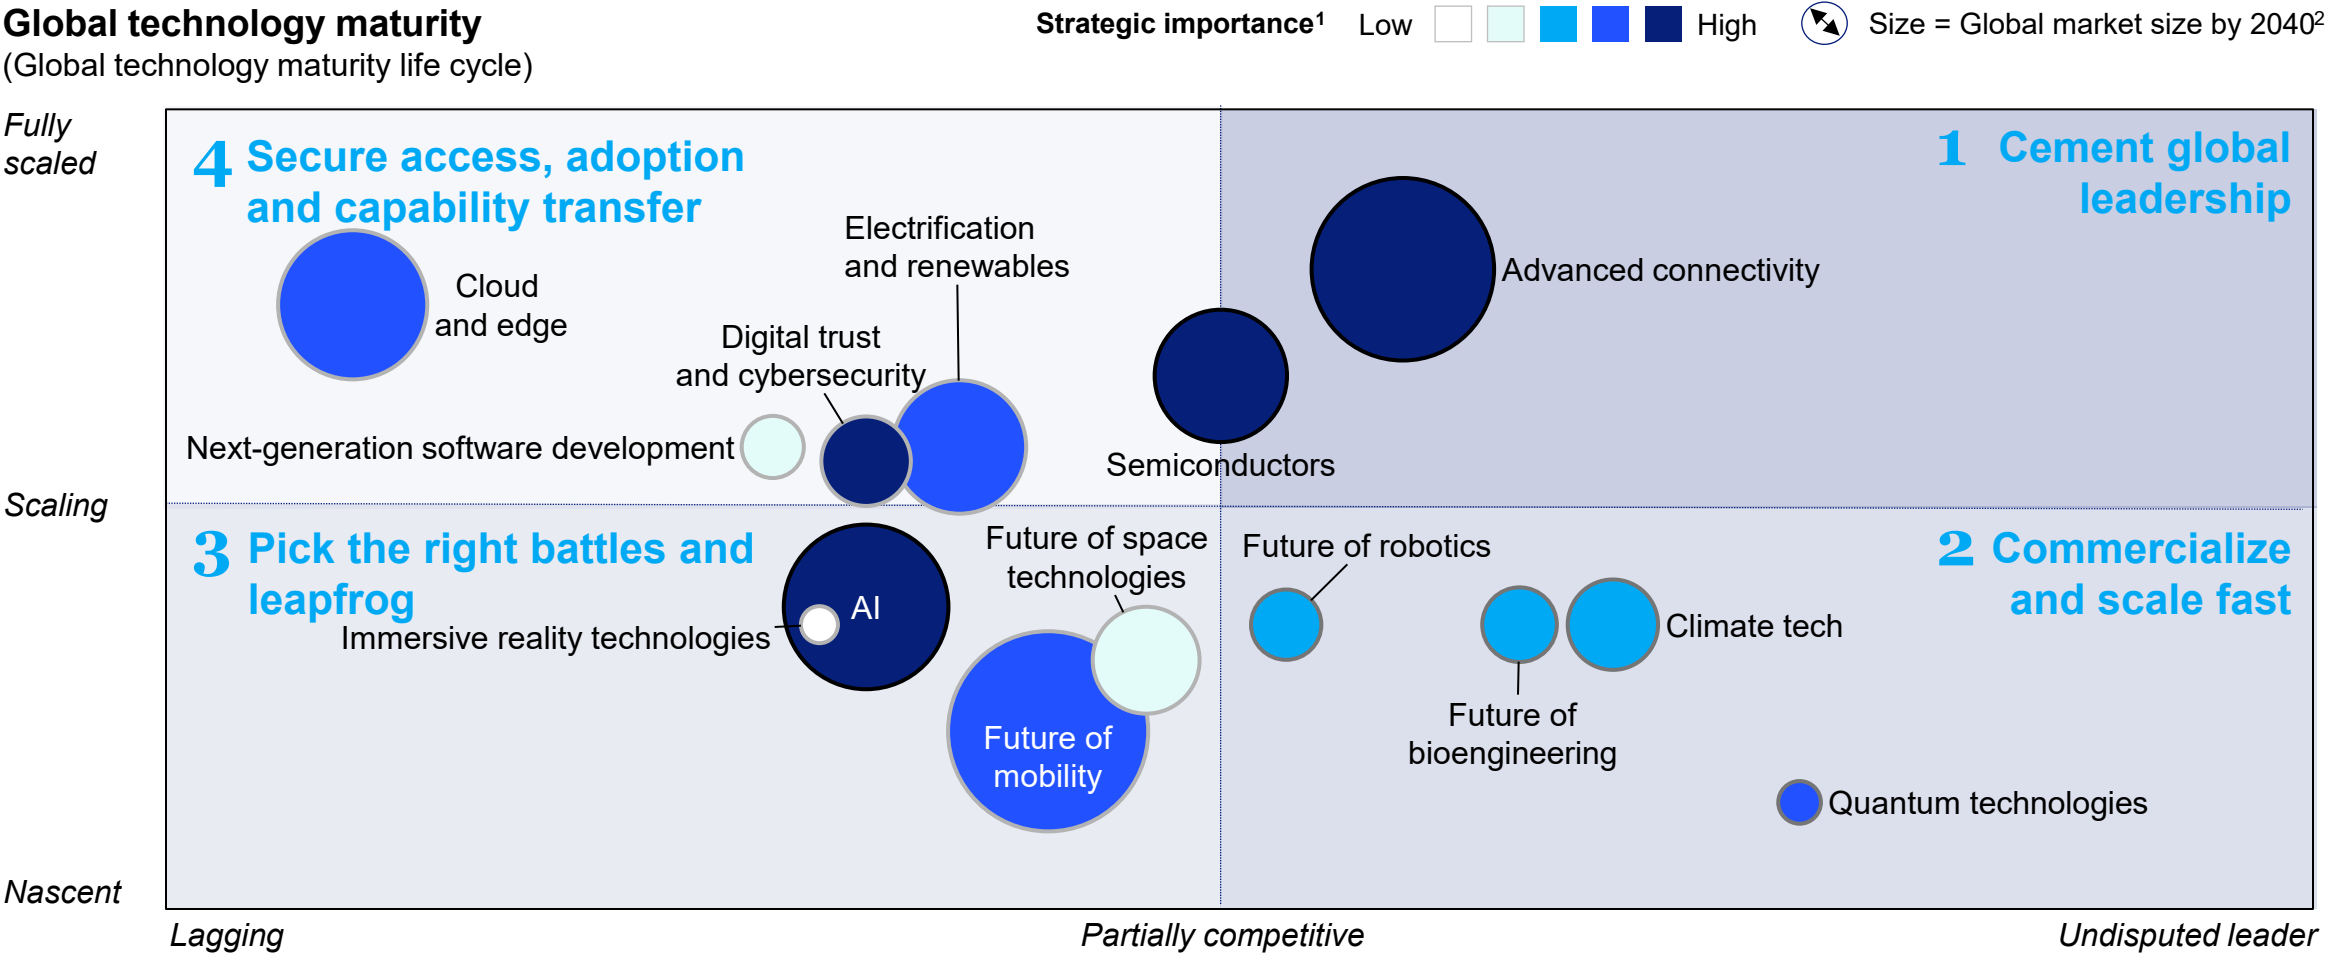 Global technology maturity
(Global technology maturity life cycle)
Strategic importance¹ Low High Size = Global market size by 2040²
Fully
scaled
4 Secure access, adoption
and capability transfer
1 Cement global
leadership
Electrification
and renewables
Cloud
and edge
Advanced connectivity
Digital trust
and cybersecurity
Next-generation software development
Semiconductors
Scaling
3 Pick the right battles and
leapfrog
Future of space
technologies
Future of robotics
2 Commercialize
and scale fast
AI
Immersive reality technologies
Climate tech
Future of
mobility
Future of
bioengineering
Quantum technologies
Nascent
Lagging
Partially competitive
Undisputed leader